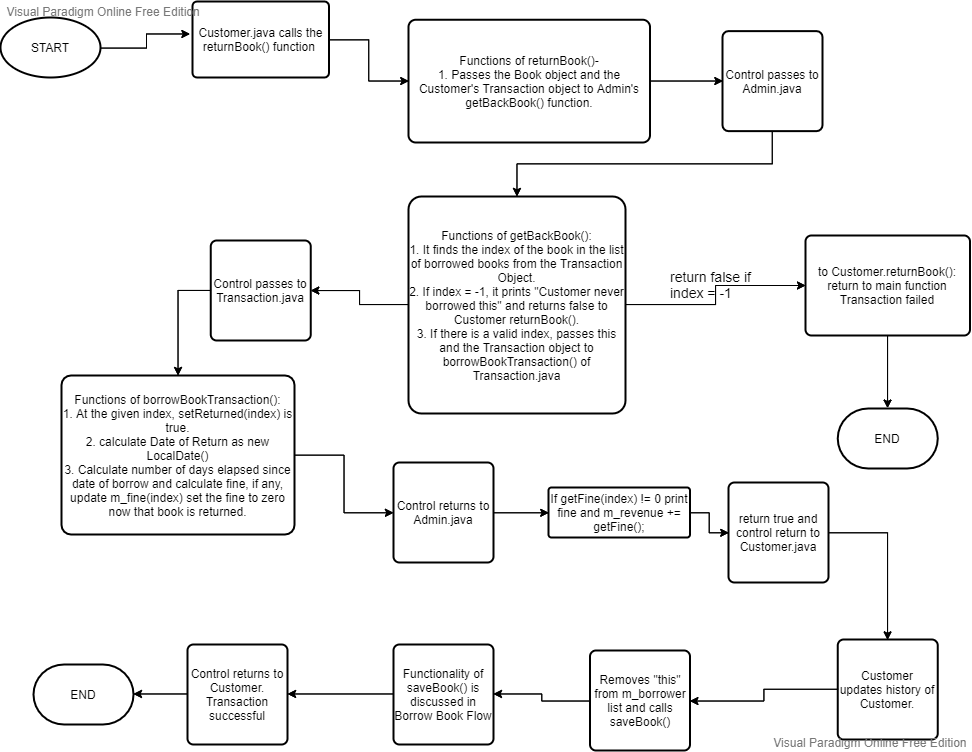 Visual Paradigm Online Free Edition
START
Customer.java calls the
returnBook() function
Functions of returnBook()-
1. Passes the Book object and the
Customer's Transaction object to Admin's
getBackBook() function.
Control passes to
Admin.java
Functions of getBackBook():
1. It finds the index of the book in the list
of borrowed books from the Transaction
Object.
2. If index = -1, it prints "Customer never
borrowed this" and returns false to
Customer returnBook().
3. If there is a valid index, passes this
and the Transaction object to
borrowBookTransaction() of
Transaction.java
return false if
index = -1
to Customer.returnBook():
return to main function
Transaction failed
END
Control passes to
Transaction.java
Functions of borrowBookTransaction():
1. At the given index, setReturned(index) is
true.
2. calculate Date of Return as new
LocalDate()
3. Calculate number of days elapsed since
date of borrow and calculate fine, if any,
update m_fine(index) set the fine to zero
now that book is returned.
Control returns to
Admin.java
If getFine(index) != 0 print
fine and m_revenue +=
getFine();
return true and
control return to
Customer.java
Customer
updates history of
Customer.
Removes "this"
from m_borrower
list and calls
saveBook()
Functionality of
saveBook() is
discussed in
Borrow Book Flow
Control returns to
Customer.
Transaction
successful
END
Visual Paradigm Online Free Edition